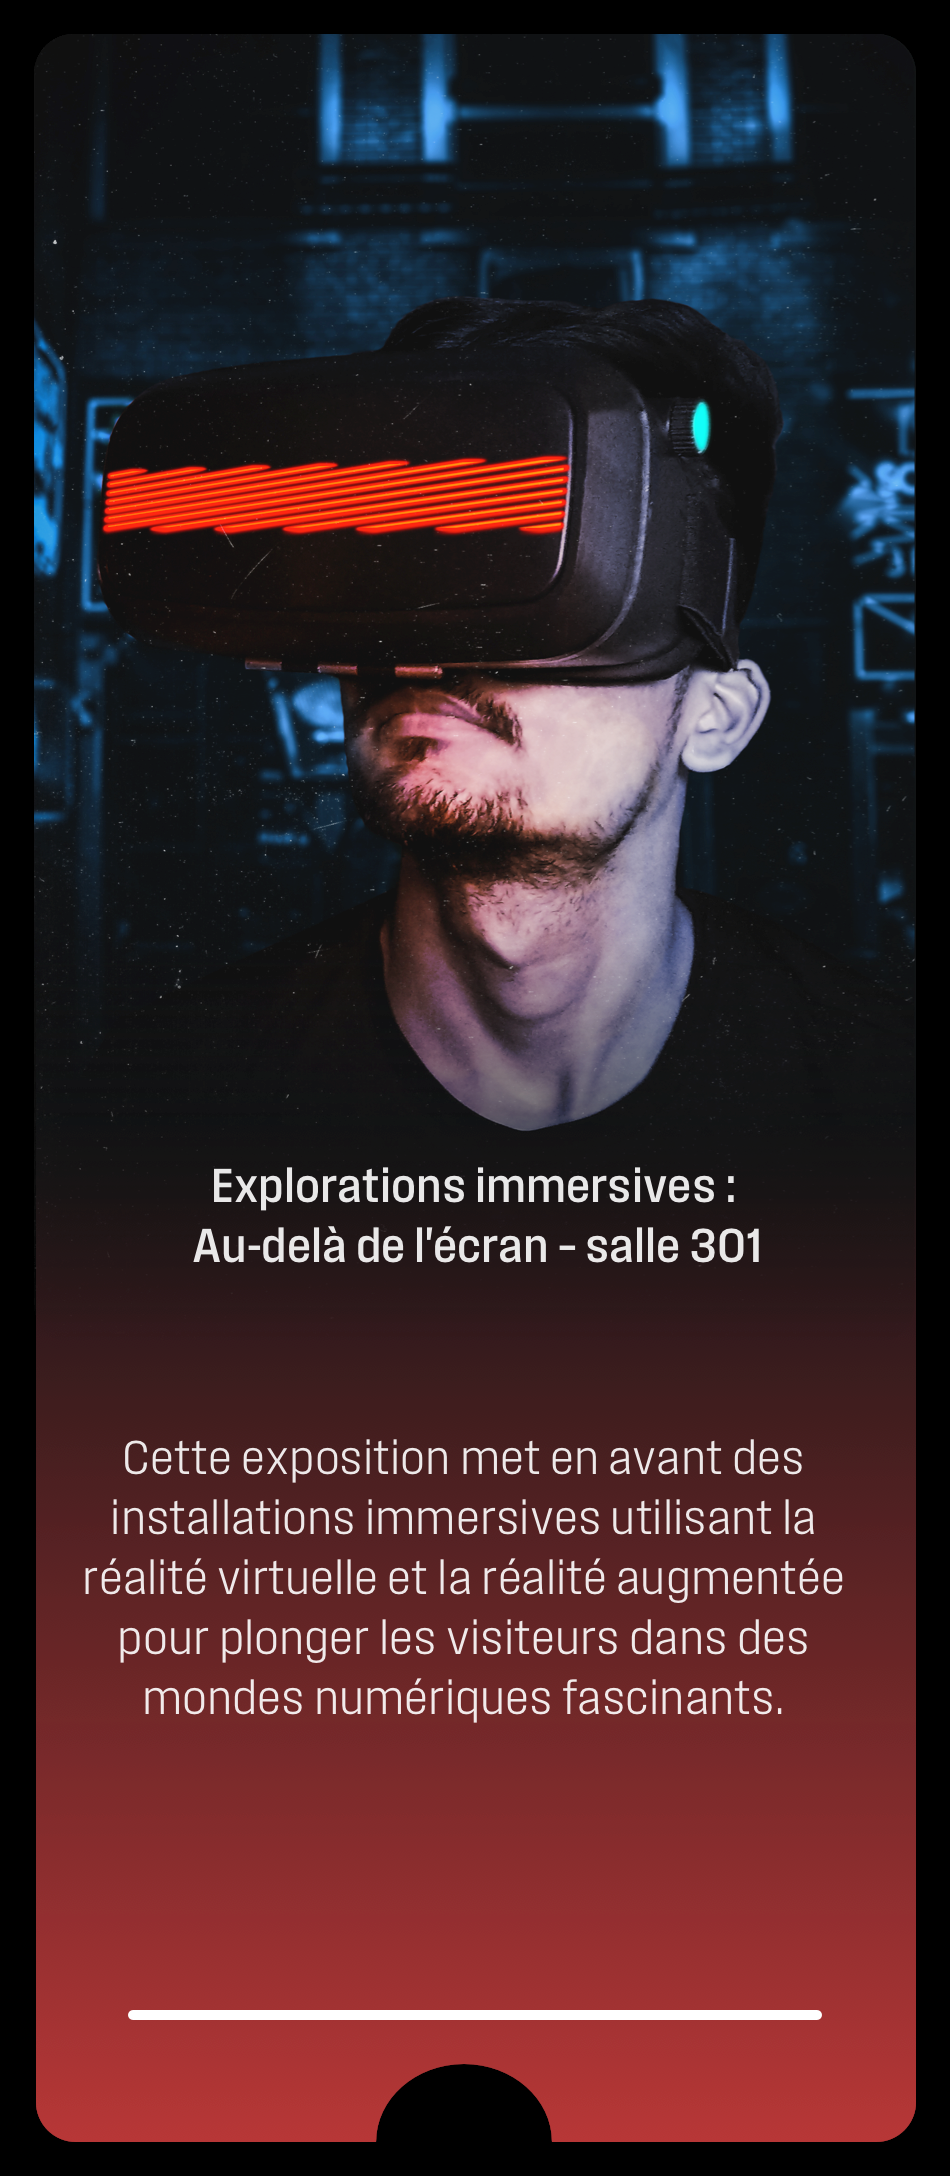 Explorations immersives :
Au-delà de l'écran - salle 301
Cette exposition met en avant des
installations immersives utilisant la
réalité virtuelle et la réalité augmentée
pour plonger les visiteurs dans des
mondes numériques fascinants.